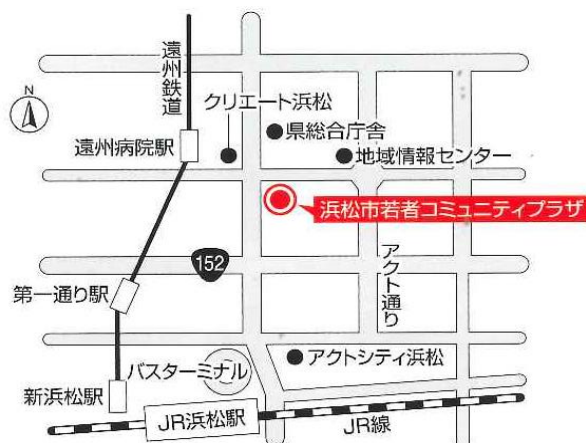 遠州鉄道
クリエート浜松
N
県総合庁舎
遠州病院駅
地域情報センター
浜松市若者コミュニティプラザ
152
アクト通り
第一通り駅
バスターミナル
アクトシティ浜松
新浜松駅
JR浜松駅
JR線